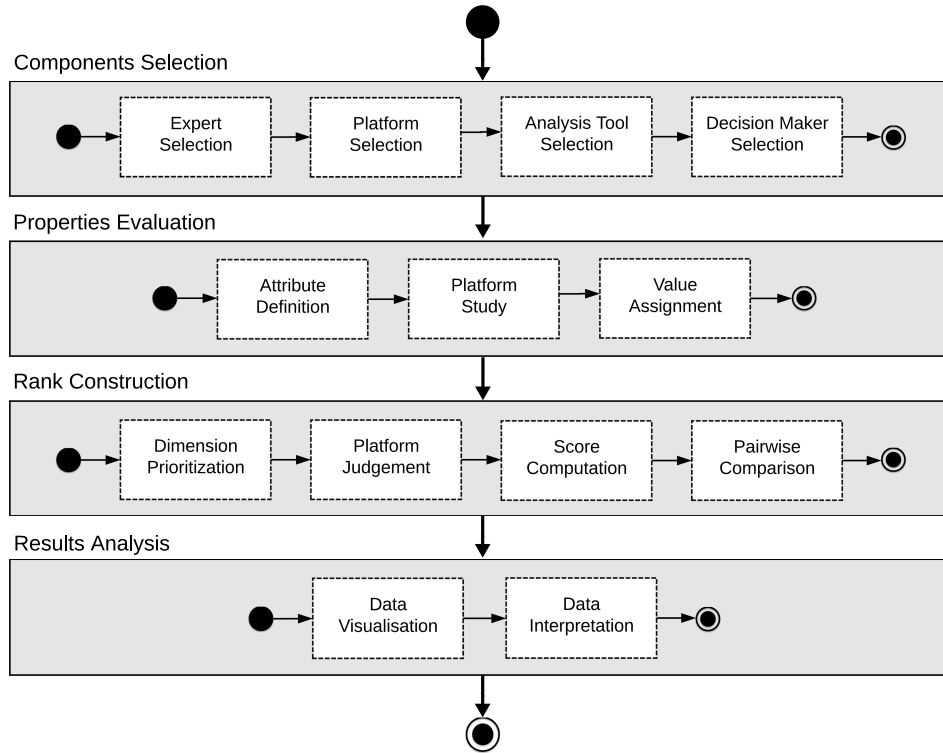 Components Selection
Expert
Selection
Platform
Selection
Analysis Tool
Selection
Decision Maker
Selection
Properties Evaluation
Attribute
Definition
Platform
Study
Value
Assignment
Rank Construction
Dimension
Prioritization
Platform
Judgement
Score
Computation
Pairwise
Comparison
Results Analysis
Data
Visualisation
Data
Interpretation